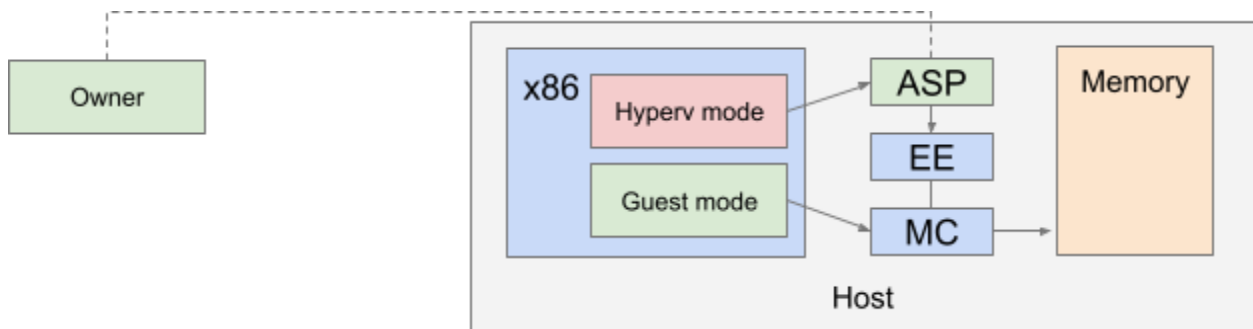 Owner
x86
Hyperv mode
Guest mode
ASP
EE
MC
Memory
Host